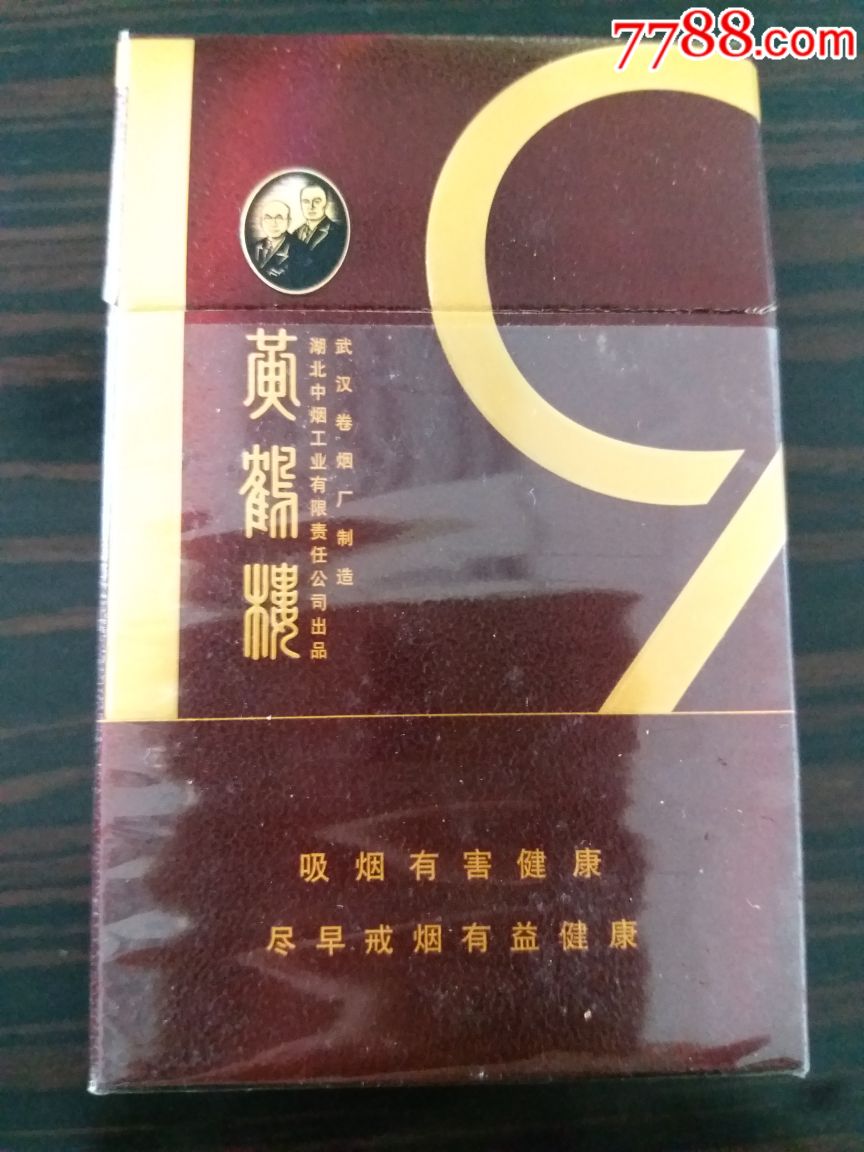 7788.com
19
黄鹤楼
武汉卷烟厂制造
湖北中烟工业有限责任公司出品
吸烟有害健康
尽早戒烟有益健康